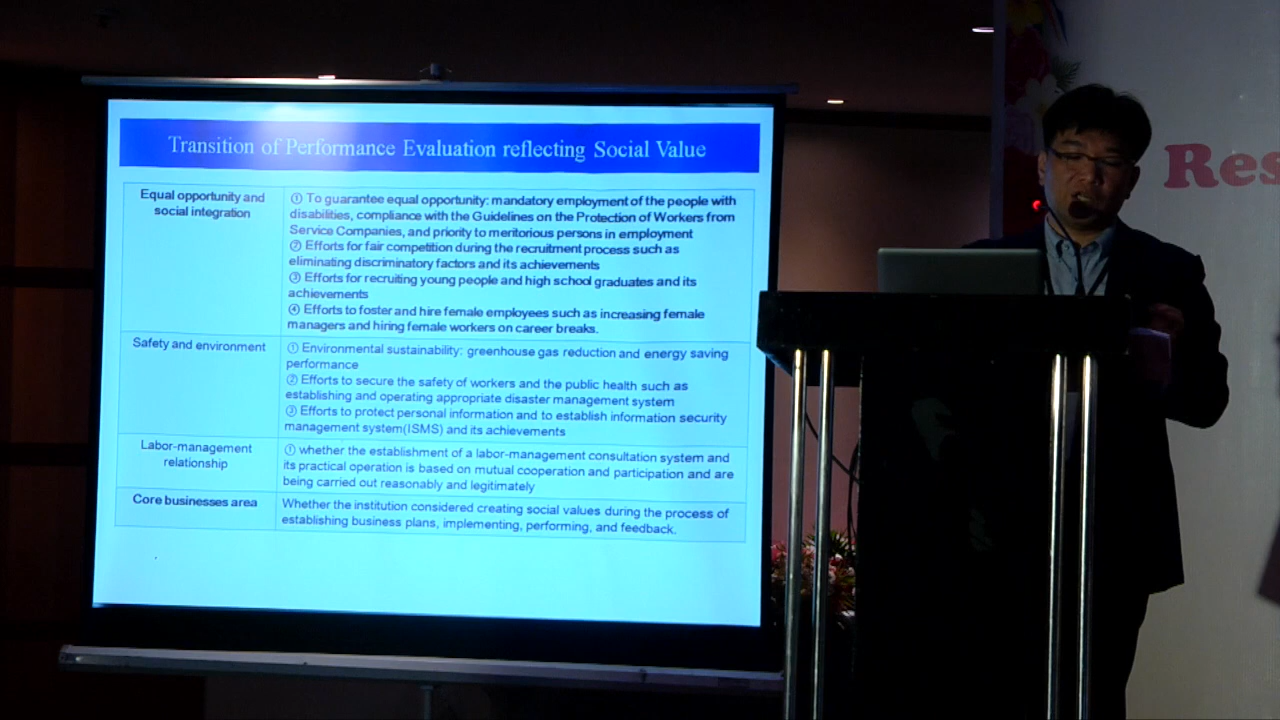 Transition of Performance Evaluation reflecting Social Value
Equal opportunity and
social integration
① To guarantee equal opportunity: mandatory employment of the people with
disabilities, compliance with the Guidelines on the Protection of Workers from
Service Companies, and priority to meritorious persons in employment
② Efforts for fair competition during the recruitment process such as
eliminating discriminatory factors and its achievements
③ Efforts for recruiting young people and high school graduates and its
achievements
④ Efforts to foster and hire female employees such as increasing female
managers and hiring female workers on career breaks.
Safety and environment
① Environmental sustainability: greenhouse gas reduction and energy saving
performance
② Efforts to secure the safety of workers and the public health such as
establishing and operating appropriate disaster management system
③ Efforts to protect personal information and to establish information security
management system(ISMS) and its achievements
Labor-management
relationship
① whether the establishment of a labor-management consultation system and
its practical operation is based on mutual cooperation and participation and are
being carried out reasonably and legitimately
Core businesses area
Whether the institution considered creating social values during the process of
establishing business plans, implementing, performing, and feedback.
Res